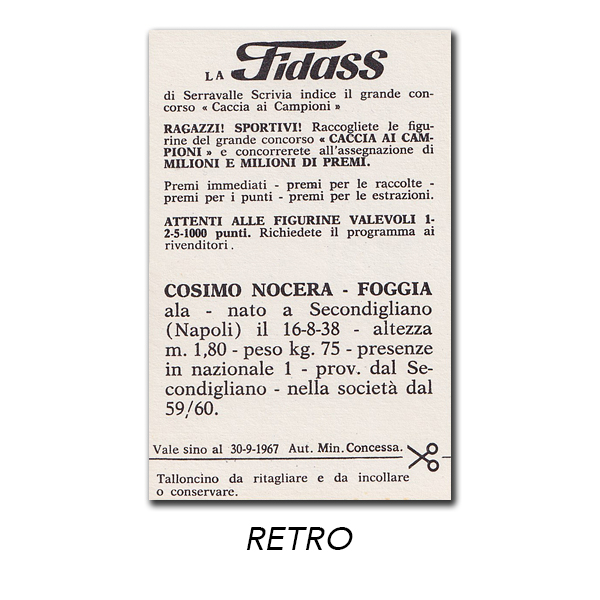 LA Fidass
di Serravalle Scrivia indice il grande con-
corso « Caccia ai Campioni »
RAGAZZI! SPORTIVI! Raccogliete le figu-
rine del grande concorso « CACCIA AI CAM-
PIONI » e concorrerete all'assegnazione di
MILIONI E MILIONI DI PREMI.
Premi immediati - premi per le raccolte -
premi per i punti - premi per le estrazioni.
ATTENTI ALLE FIGURINE VALEVOLI 1-
2-5-1000 punti. Richiedete il programma ai
rivenditori.
COSIMO NOCERA - FOGGIA
ala - nato a Secondigliano
(Napoli) il 16-8-38 - altezza
m. 1,80 - peso kg. 75 - presenze
in nazionale 1 - prov. dal Se-
condigliano - nella società dal
59/60.
Vale sino al 30-9-1967 Aut. Min. Concessa.
Talloncino da ritagliare e da incollare
o conservare.
RETRO